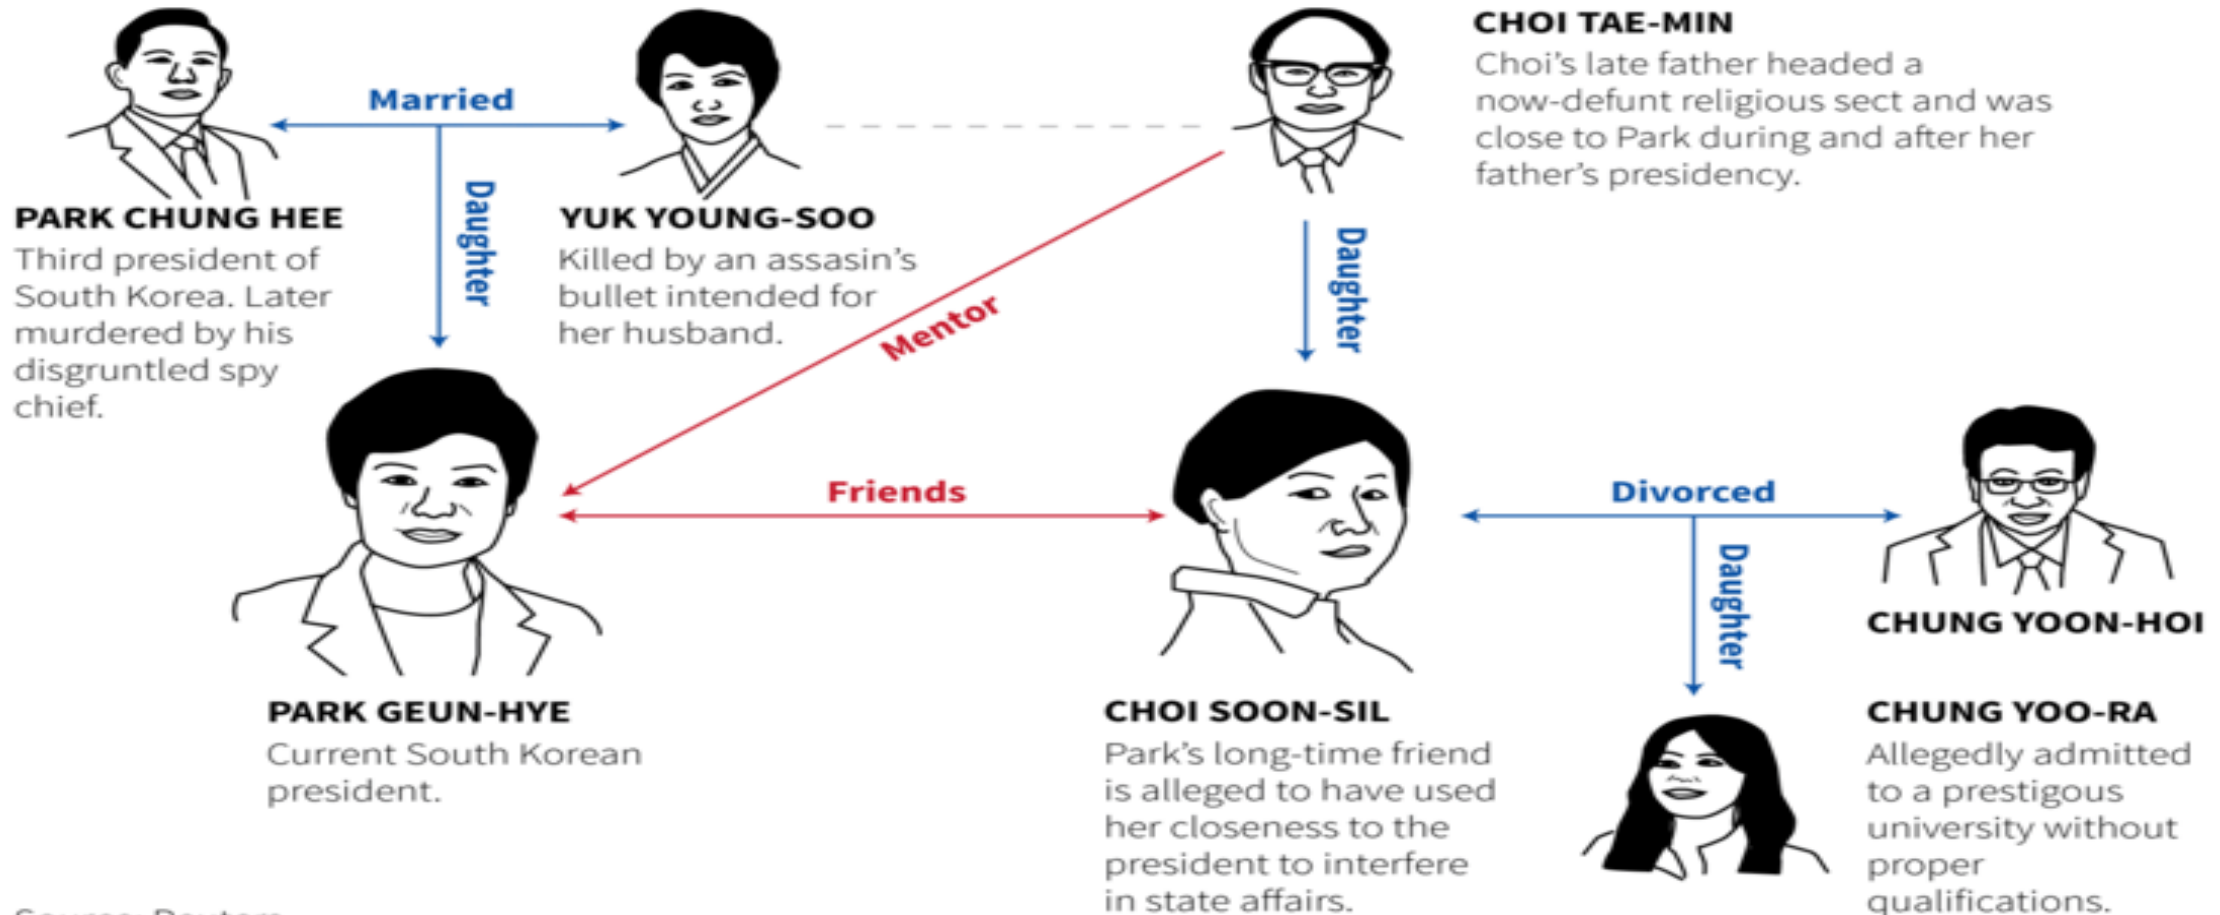 CHOI TAE-MIN
Choi's late father headed a
now-defunt religious sect and was
close to Park during and after her
father's presidency.
Married
Daughter
PARK CHUNG HEE
Third president of
South Korea. Later
murdered by his
disgruntled spy
chief.
YUK YOUNG-SOO
Killed by an assasin's
bullet intended for
her husband.
Mentor
Daughter
Friends
Divorced
Daughter
CHUNG YOON-HOI
PARK GEUN-HYE
Current South Korean
president.
CHOI SOON-SIL
Park's long-time friend
is alleged to have used
her closeness to the
president to interfere
in state affairs.
CHUNG YOO-RA
Allegedly admitted
to a prestigous
university without
proper
qualifications.
Source: Reuters